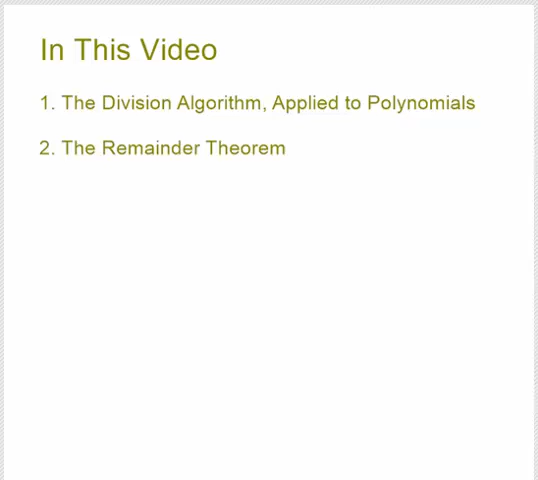 In This Video
1. The Division Algorithm, Applied to Polynomials
2. The Remainder Theorem